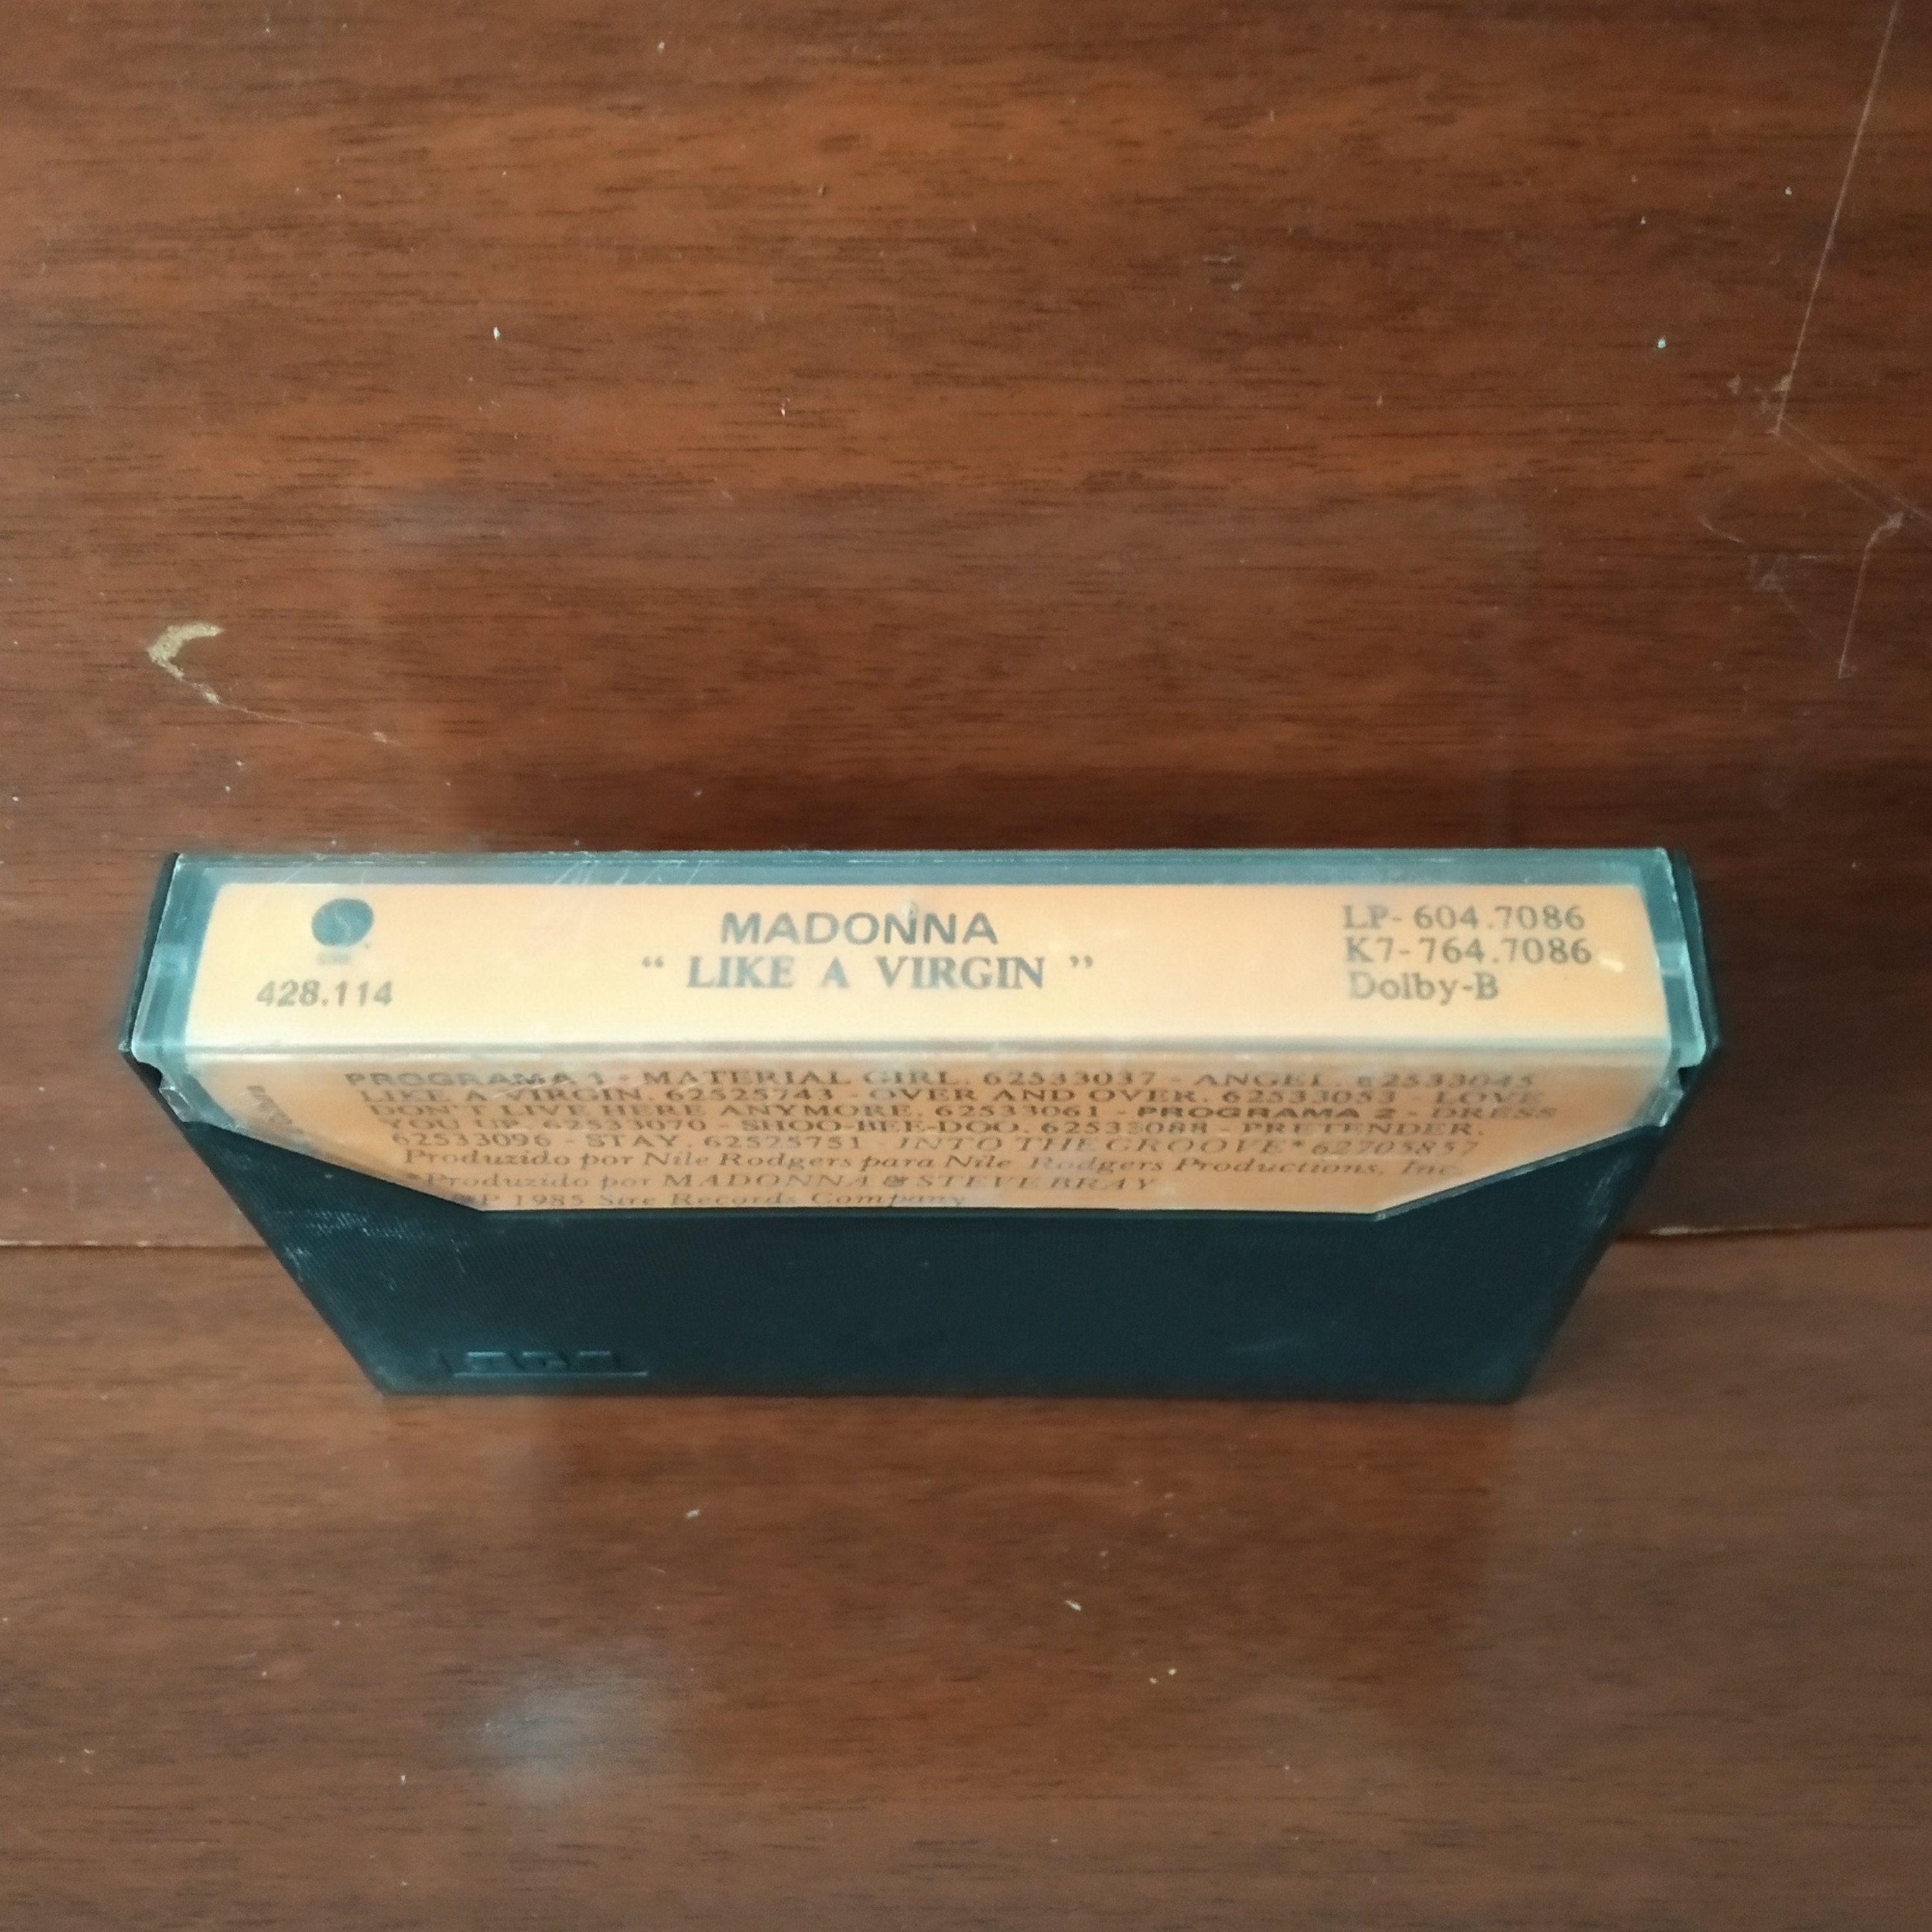 428.114
MADONNA
“ LIKE A VIRGIN ”
LP- 604.7086
K7-764.7086
Dolby-B
PROGRAMA 1 - MATERIAL GIRL. 62533037 - ANGEL. 62533045
LIKE A VIRGIN. 62525743 - OVER AND OVER. 62533053 - LOVE
DON'T LIVE HERE ANYMORE. 62533061 - PROGRAMA 2 - DRESS
YOU UP. 62533070 - SHOO-BEE-DOO. 62533088 - PRETENDER.
62533096 - STAY. 62525751 - INTO THE GROOVE* 62705857
Produzido por Nile Rodgers para Nile Rodgers Productions, Inc.
*Produzido por MADONNA & STEVE BRAY
P 1985 Sire Records Company